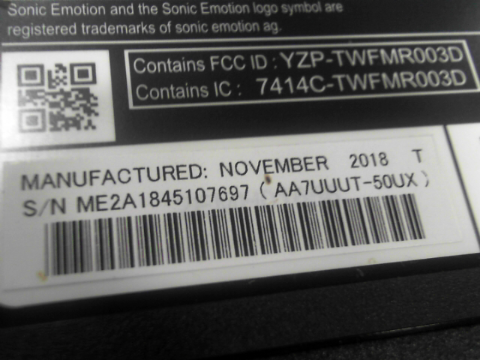 Sonic Emotion and the Sonic Emotion logo symbol are
registered trademarks of sonic emotion ag.
Contains FCC ID : YZP-TWFMR003D
Contains IC : 7414C-TWFMR003D
MANUFACTURED: NOVEMBER 2018 T
S/N ME2A1845107697 ( AA7UUUT-50UX )